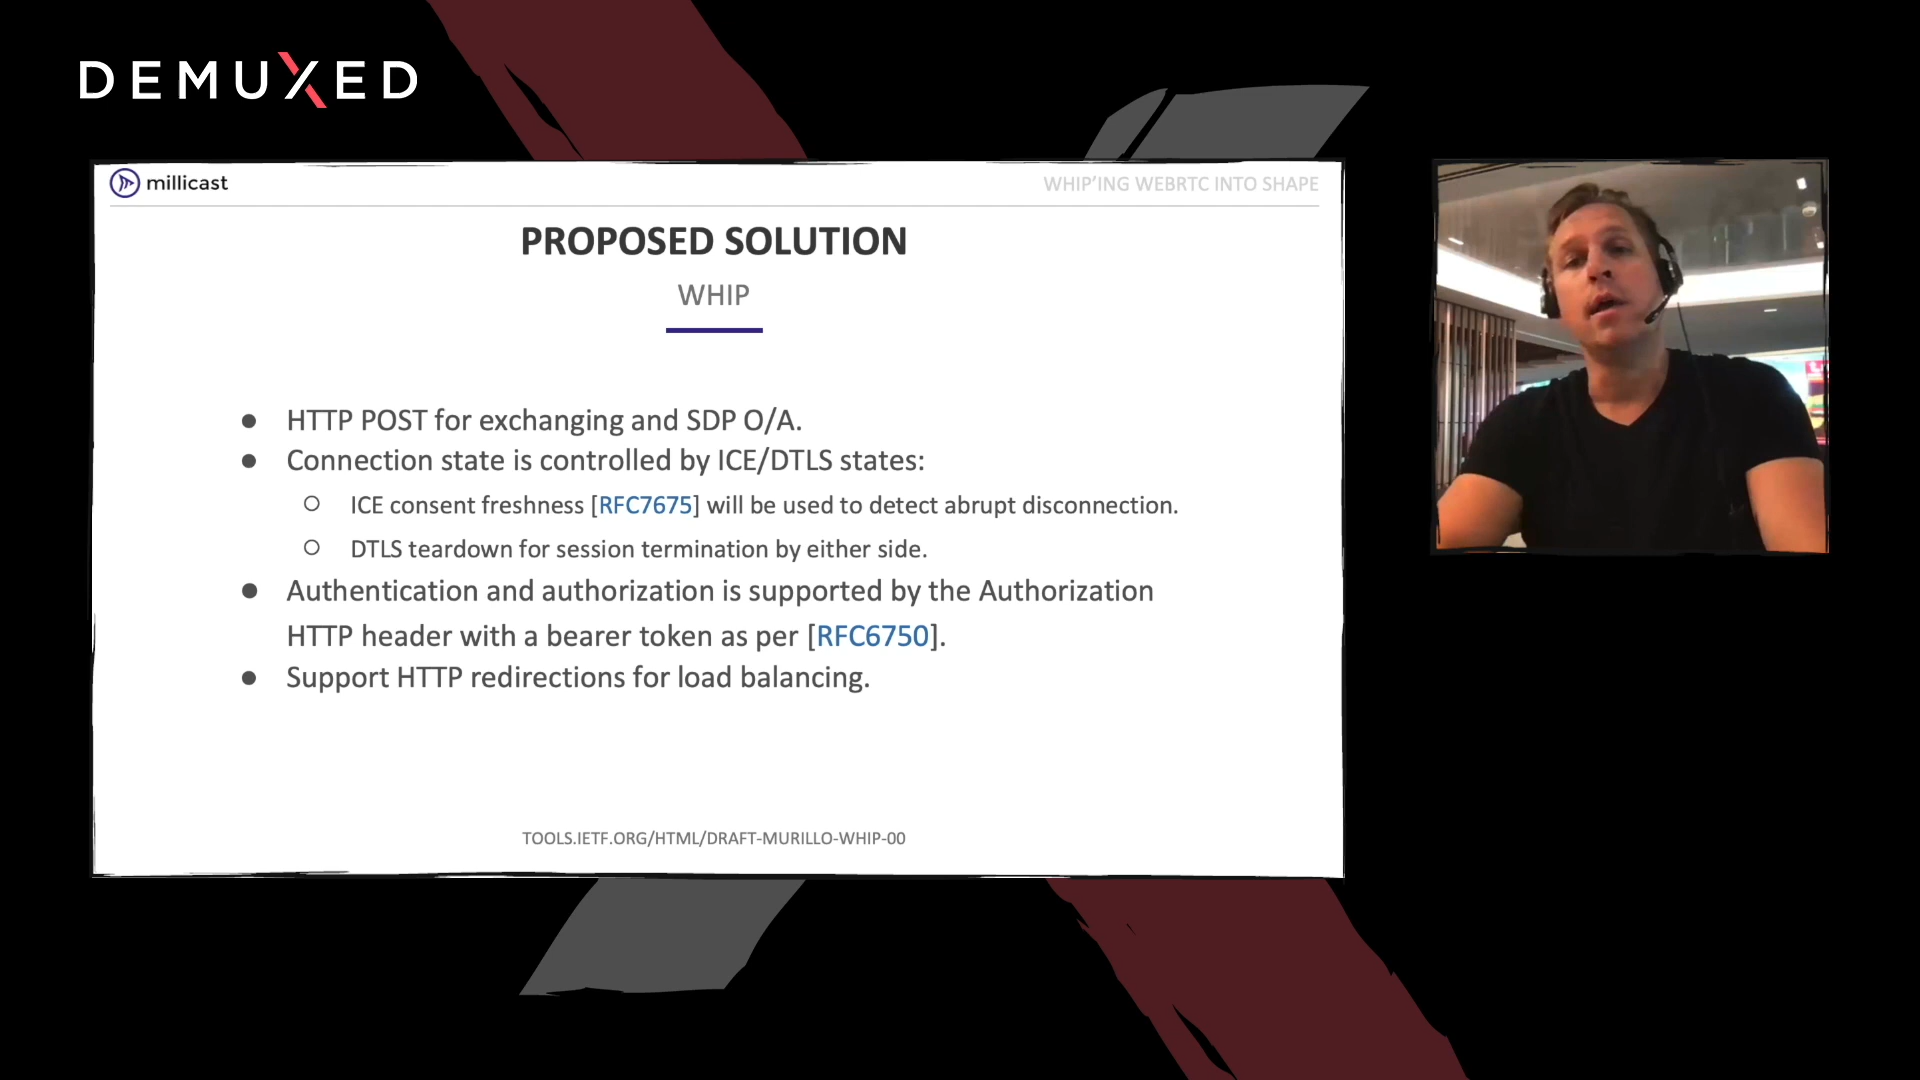 DEMUXED
millicast
WHIP'ING WEBRTC INTO SHAPE
PROPOSED SOLUTION
WHIP
● HTTP POST for exchanging and SDP O/A.
● Connection state is controlled by ICE/DTLS states:
○ ICE consent freshness [RFC7675] will be used to detect abrupt disconnection.
○ DTLS teardown for session termination by either side.
● Authentication and authorization is supported by the Authorization
HTTP header with a bearer token as per [RFC6750].
● Support HTTP redirections for load balancing.
TOOLS.IETF.ORG/HTML/DRAFT-MURILLO-WHIP-00